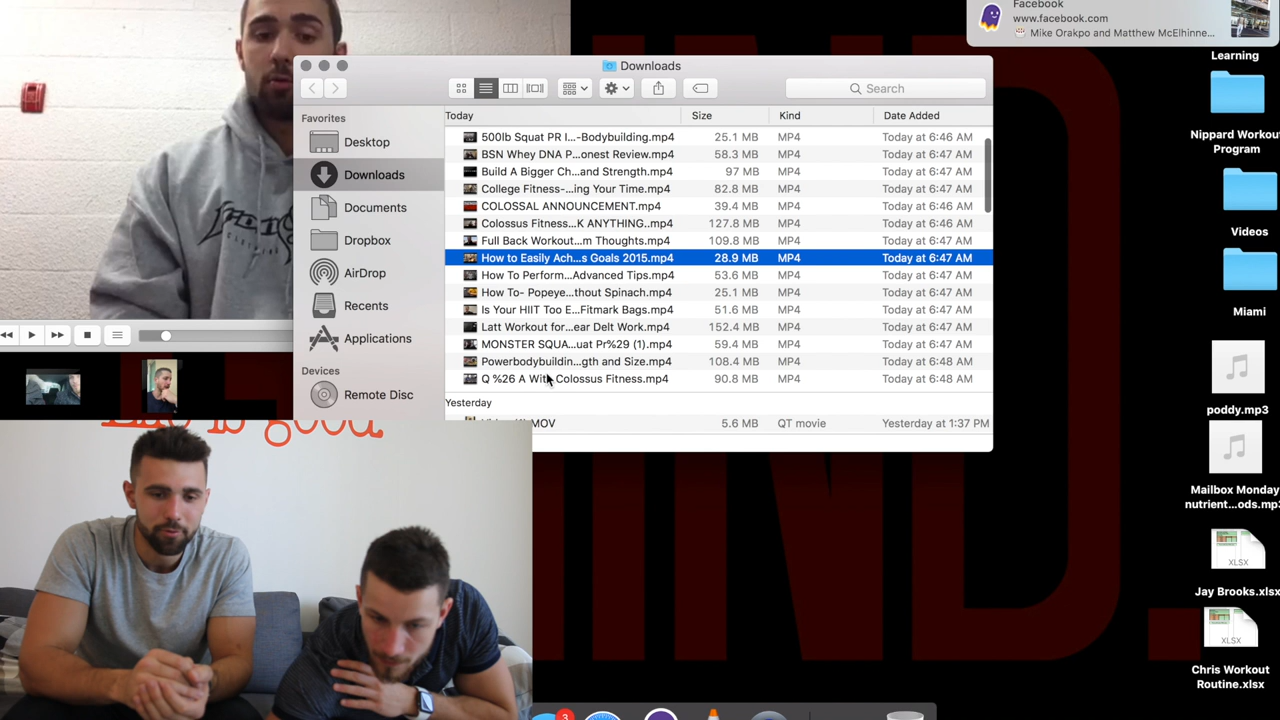 Facebook
www.facebook.com
Mike Orakpo and Matthew McElhinne...
Downloads
Search
Favorites
Desktop
Downloads
Documents
Dropbox
AirDrop
Recents
Applications
Devices
Remote Disc
Today Size Kind Date Added
500lb Squat PR I...-Bodybuilding.mp4 25.1 MB MP4 Today at 6:46 AM
BSN Whey DNA P...onest Review.mp4 58.3 MB MP4 Today at 6:47 AM
Build A Bigger Ch...and Strength.mp4 97 MB MP4 Today at 6:47 AM
College Fitness-...ing Your Time.mp4 82.8 MB MP4 Today at 6:47 AM
COLOSSAL ANNOUNCEMENT.mp4 39.4 MB MP4 Today at 6:47 AM
Colossus Fitness...K ANYTHING..mp4 127.8 MB MP4 Today at 6:47 AM
Full Back Workout...m Thoughts.mp4 109.8 MB MP4 Today at 6:47 AM
How to Easily Ach...s Goals 2015.mp4 28.9 MB MP4 Today at 6:47 AM
How To Perform...Advanced Tips.mp4 53.6 MB MP4 Today at 6:47 AM
How To- Popeye...thout Spinach.mp4 25.1 MB MP4 Today at 6:47 AM
Is Your HIIT Too E...Fitmark Bags.mp4 51.6 MB MP4 Today at 6:47 AM
Latt Workout for...ear Delt Work.mp4 152.4 MB MP4 Today at 6:47 AM
MONSTER SQUA...uat Pr%29 (1).mp4 59.4 MB MP4 Today at 6:47 AM
Powerbodybuildin...gth and Size.mp4 108.4 MB MP4 Today at 6:48 AM
Q %26 A With Colossus Fitness.mp4 90.8 MB MP4 Today at 6:48 AM
Yesterday
MOV 5.6 MB QT movie Yesterday at 1:37 PM
Learning
Nippard Workou
Program
Videos
Miami
poddy.mp3
Mailbox Monday
nutrient...ods.mp3
XLSX
Jay Brooks.xlsx
XLSX
Chris Workout
Routine.xlsx
is good.
3